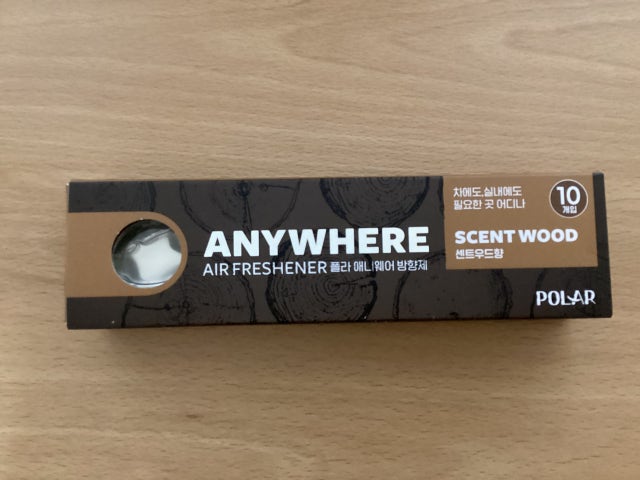 ANYWHERE
AIR FRESHENER 폴라 애니웨어 방향제
차에도, 실내에도
필요한 곳 어디나
10
개입
SCENT WOOD
센트우드향
POLAR